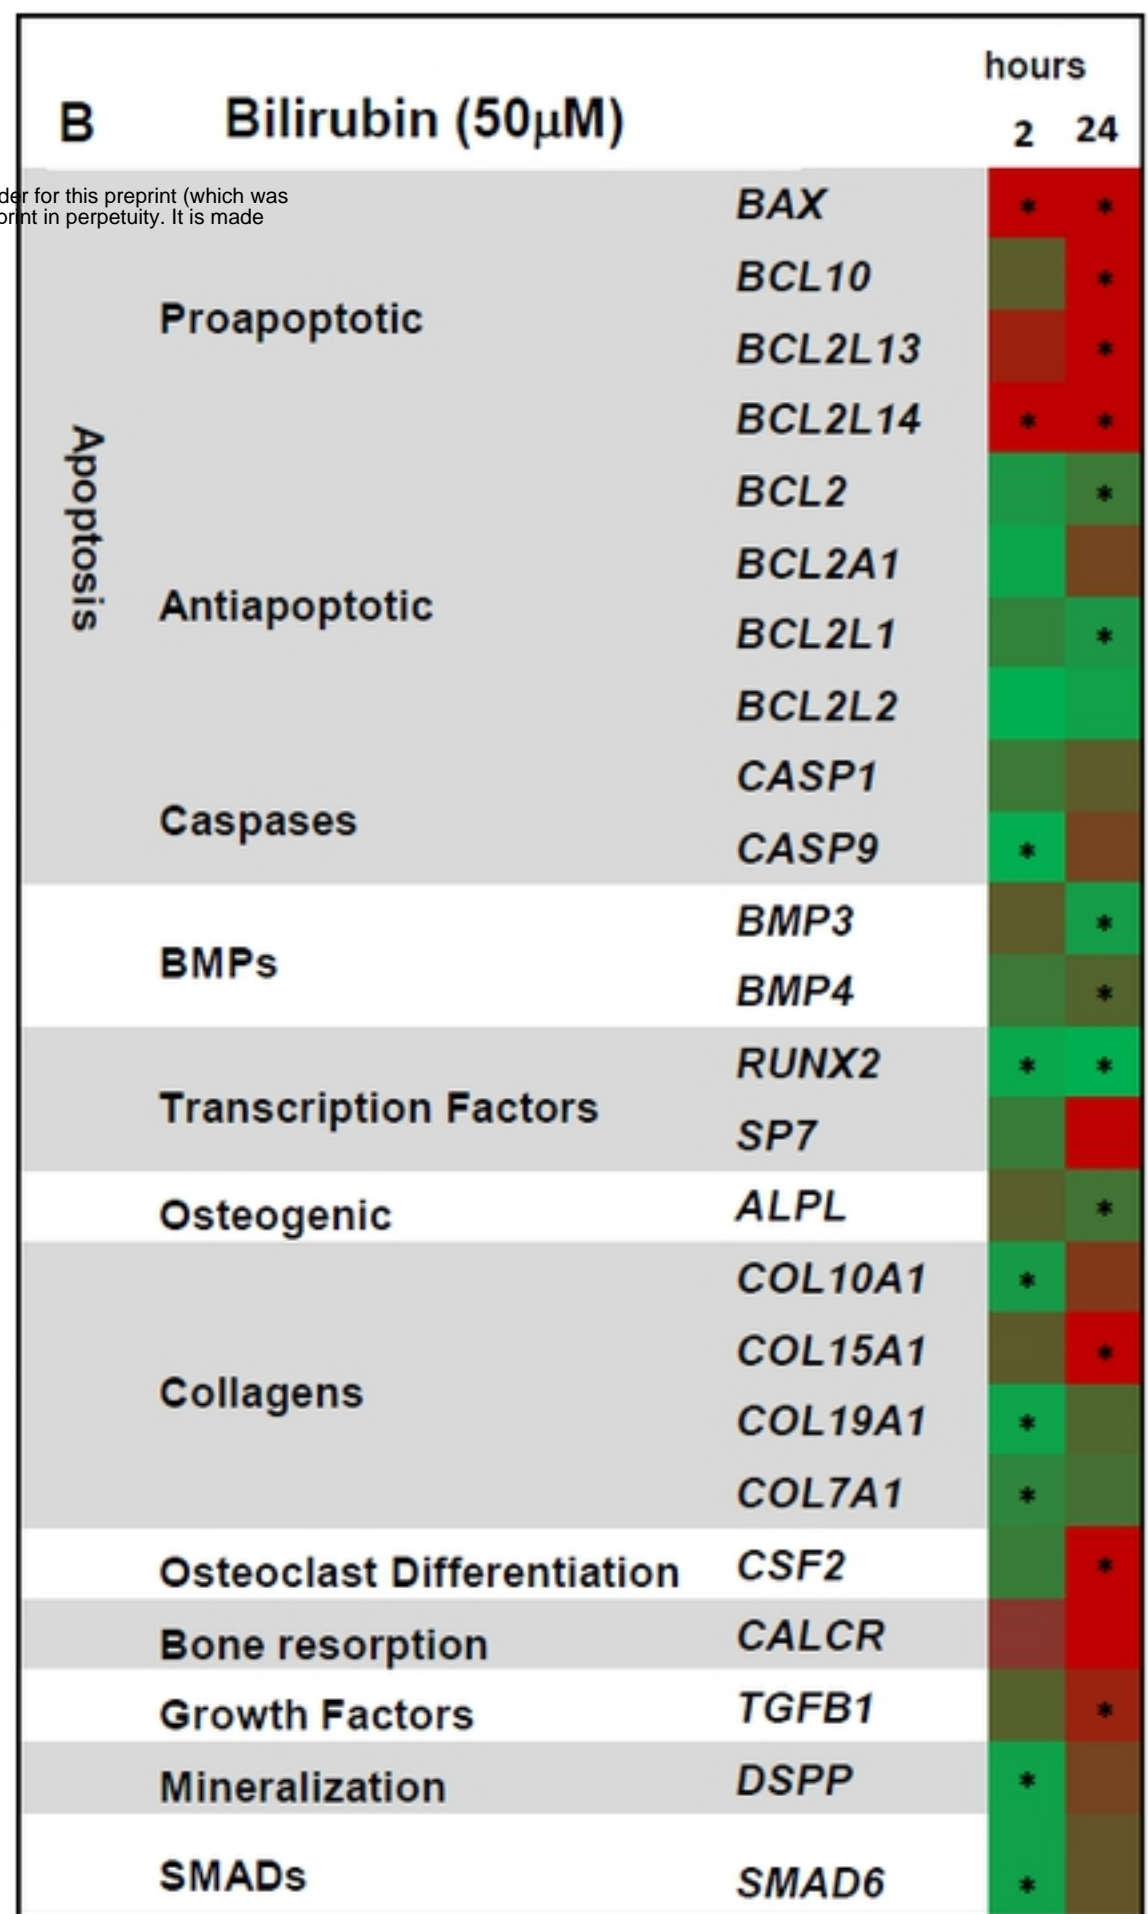 hours
B Bilirubin (50µM) 2 24
der for this preprint (which was
print in perpetuity. It is made
BAX * *
BCL10 *
Proapoptotic
BCL2L13 *
BCL2L14 * *
Apoptosis
BCL2 *
BCL2A1
Antiapoptotic
BCL2L1 *
BCL2L2
CASP1
Caspases
CASP9 *
BMP3 *
BMPs
BMP4 *
RUNX2 * *
Transcription Factors
SP7
Osteogenic ALPL *
COL10A1 *
COL15A1 *
Collagens
COL19A1 *
COL7A1 *
Osteoclast Differentiation CSF2 *
Bone resorption CALCR
Growth Factors TGFB1 *
Mineralization DSPP *
SMADs SMAD6 *